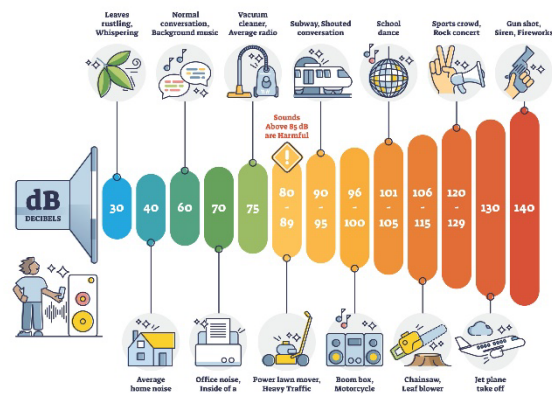 Leaves
rustling,
Whispering
Normal
conversation,
Background music
Vacuum
cleaner,
Average radio
Subway, Shouted
conversation
School
dance
Sports crowd,
Rock concert
Gun shot,
Siren, Fireworks
Sounds
Above 85 dB
are Harmful
dB
DECIBELS
30
40
60
70
75
80
-
89
90
-
95
96
-
100
101
-
105
106
-
115
120
-
129
130
140
Average
home noise
Office noise,
Inside of a
Power lawn mover,
Heavy Traffic
Boom box,
Motorcycle
Chainsaw,
Leaf blower
Jet plane
take off